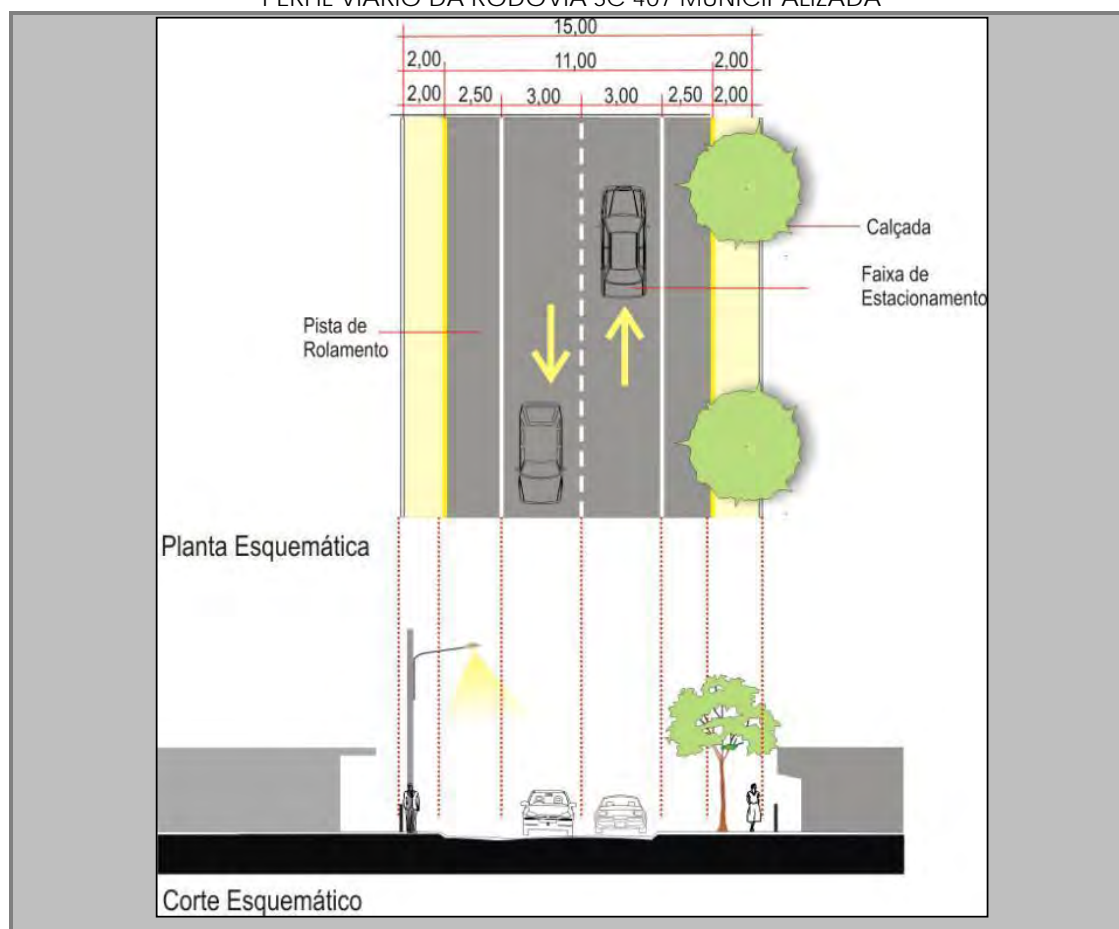 PERFIL VIÁRIO DA RODOVIA SC 407 MUNICIPALIZADA
15,00
2,00 11,00 2,00
2,00 2,50 3,00 3,00 2,50 2,00
Calçada
Faixa de
Estacionamento
Pista de
Rolamento
Planta Esquemática
Corte Esquemático